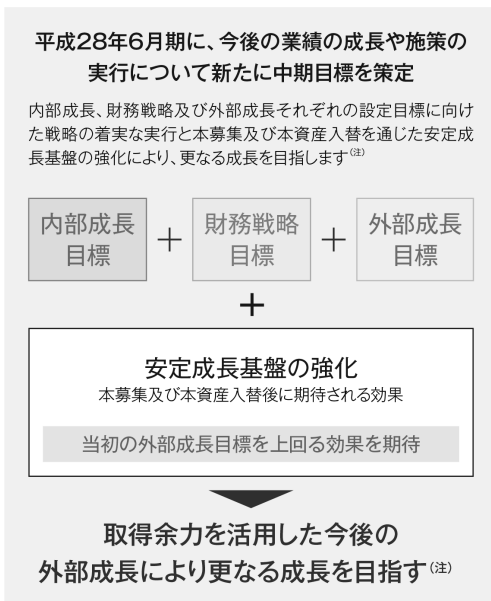 平成28年6月期に、今後の業績の成長や施策の
実行について新たに中期目標を策定
内部成長、財務戦略及び外部成長それぞれの設定目標に向け
た戦略の着実な実行と本募集及び本資産入替を通じた安定成
長基盤の強化により、更なる成長を目指します(注)
内部成長
目標
+
財務戦略
目標
+
外部成長
目標
+
安定成長基盤の強化
本募集及び本資産入替後に期待される効果
当初の外部成長目標を上回る効果を期待
取得余力を活用した今後の
外部成長により更なる成長を目指す(注)